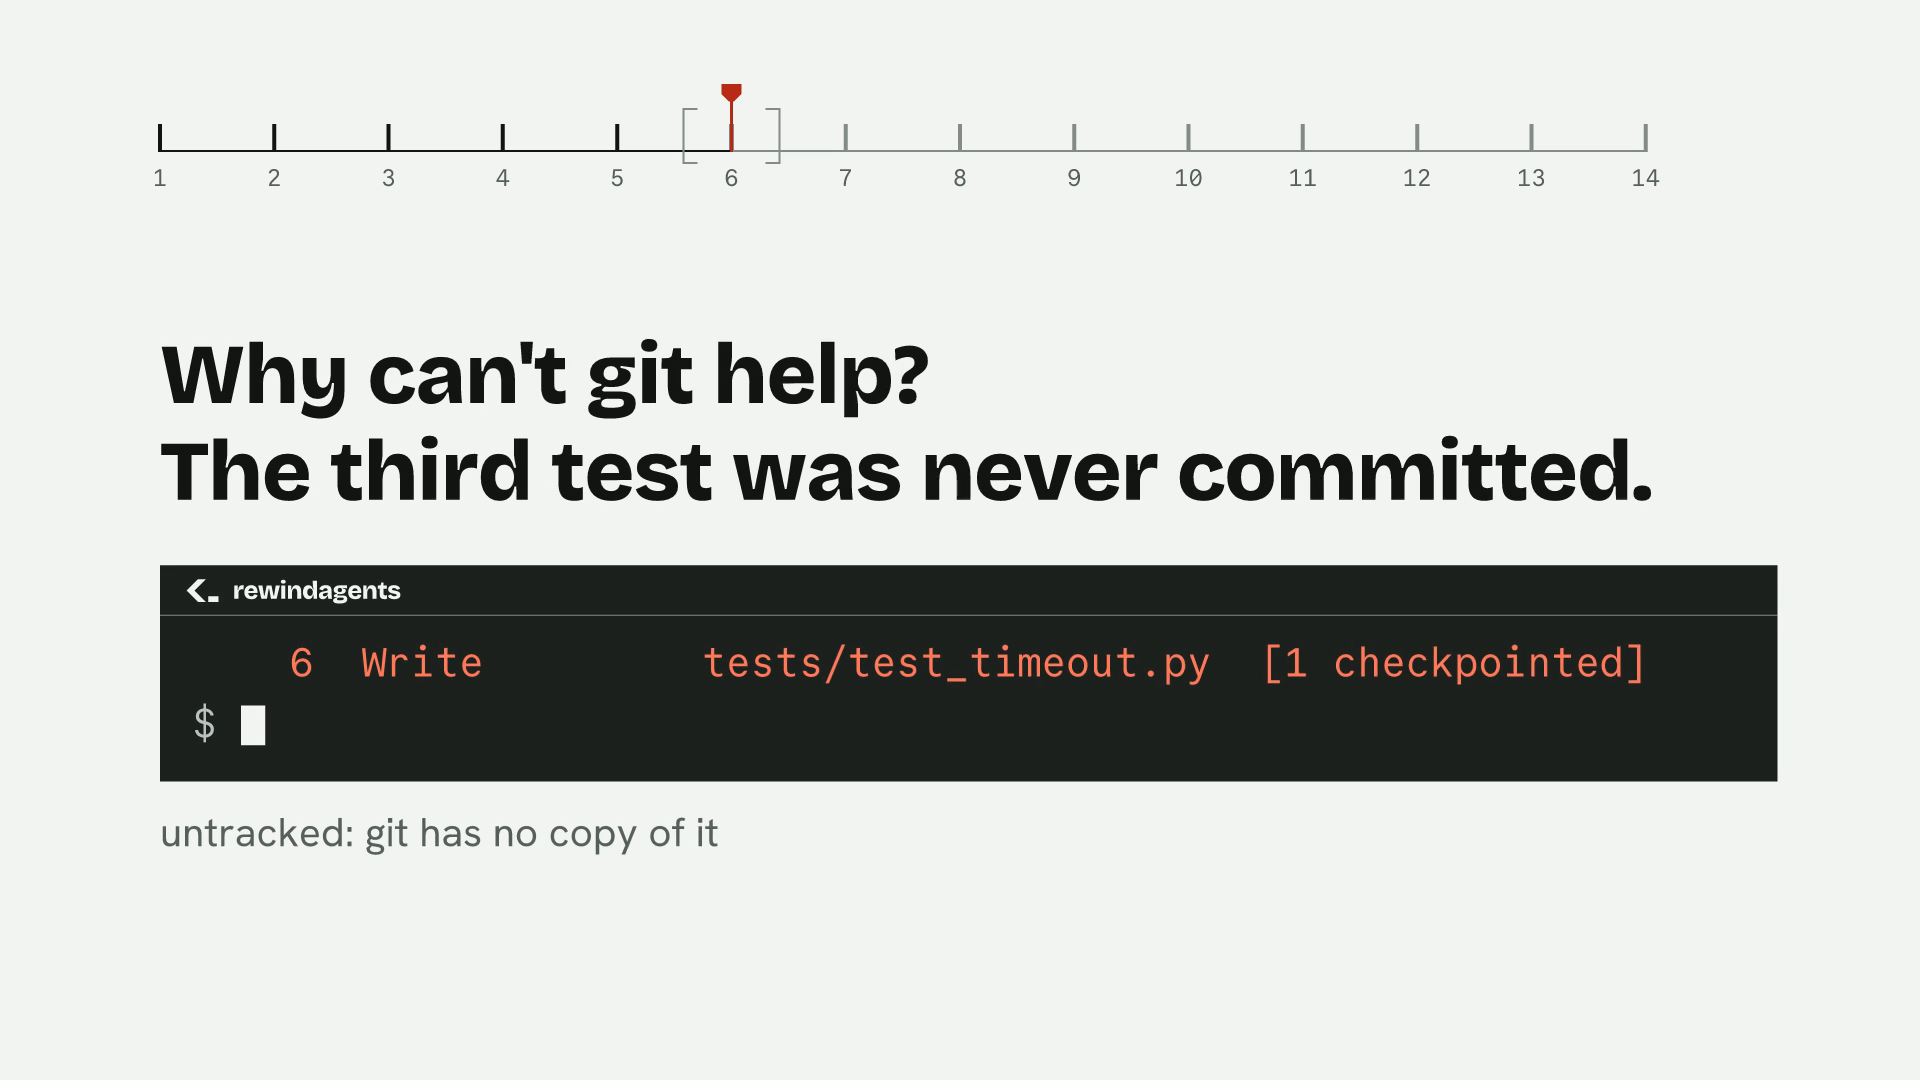 1 2 3 4 5 6 7 8 9 10 11 12 13 14
Why can't git help?
The third test was never committed.
rewindagents
6 Write tests/test_timeout.py [1 checkpointed]
$
untracked: git has no copy of it